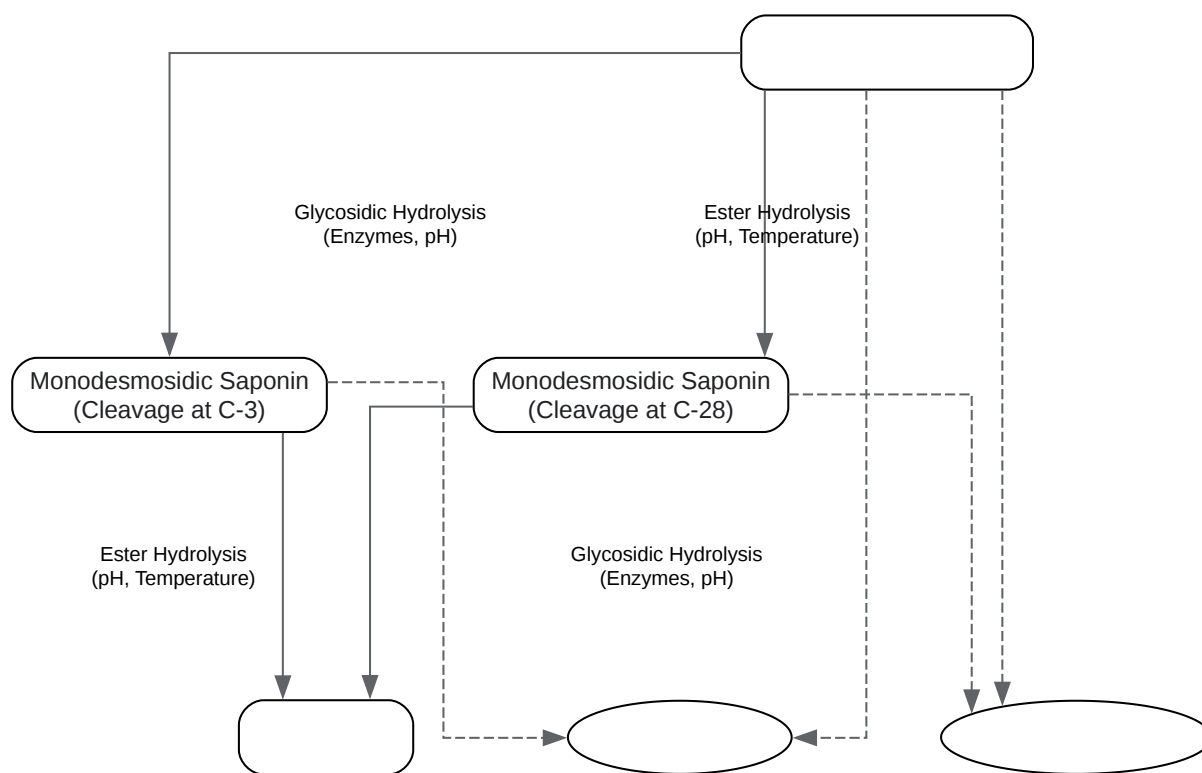 Glycosidic Hydrolysis
(Enzymes, pH)
Ester Hydrolysis
(pH, Temperature)
Monodesmosidic Saponin
(Cleavage at C-3)
Monodesmosidic Saponin
(Cleavage at C-28)
Ester Hydrolysis
(pH, Temperature)
Glycosidic Hydrolysis
(Enzymes, pH)